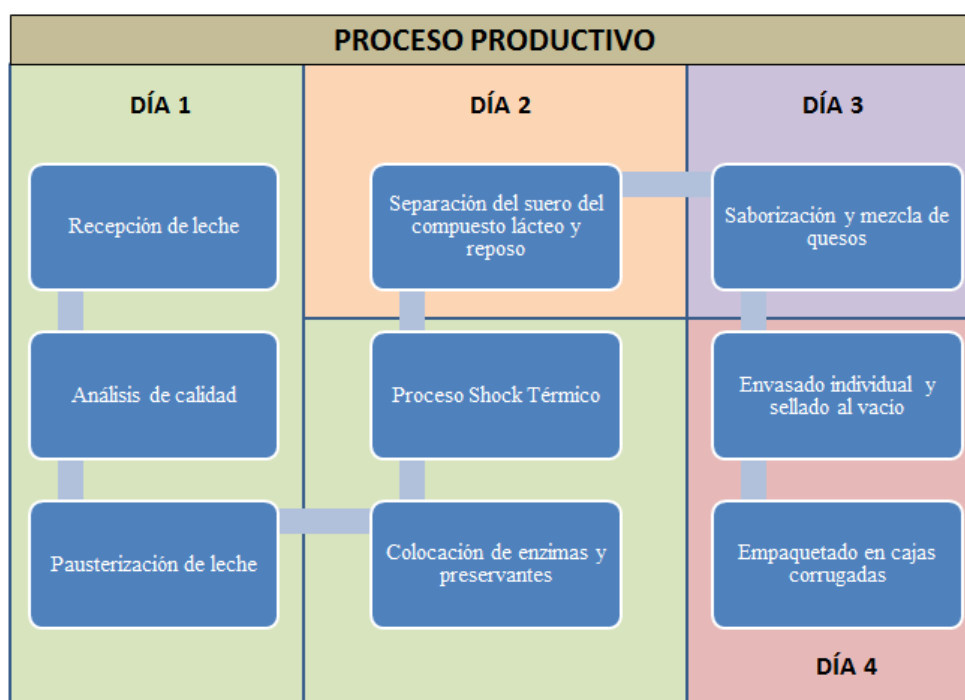 PROCESO PRODUCTIVO
DÍA 1
Recepción de leche
Análisis de calidad
Pausterización de leche
DÍA 2
Separación del suero del
compuesto lácteo y
reposo
Proceso Shock Térmico
Colocación de enzimas y
preservantes
DÍA 3
Saborización y mezcla de
quesos
Envasado individual y
sellado al vacío
Empaquetado en cajas
corrugadas
DÍA 4